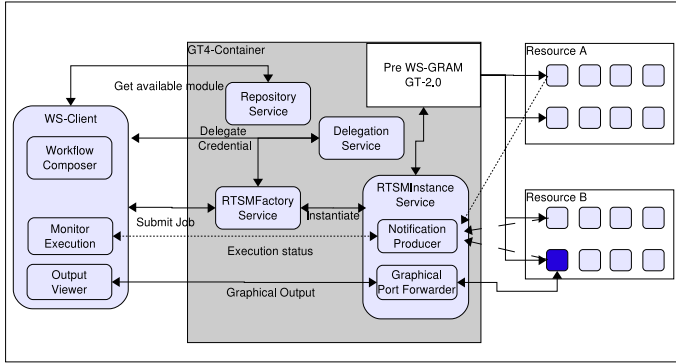 GT4-Container
Pre WS-GRAM
GT-2.0
Resource A
Get available module
Repository
Service
WS-Client
Workflow
Composer
Delegate
Credential
Delegation
Service
RTSMFactory
Service
Submit Job
Instantiate
RTSMInstance
Service
Resource B
Monitor
Execution
Notification
Producer
Execution status
Output
Viewer
Graphical
Port Forwarder
Graphical Output